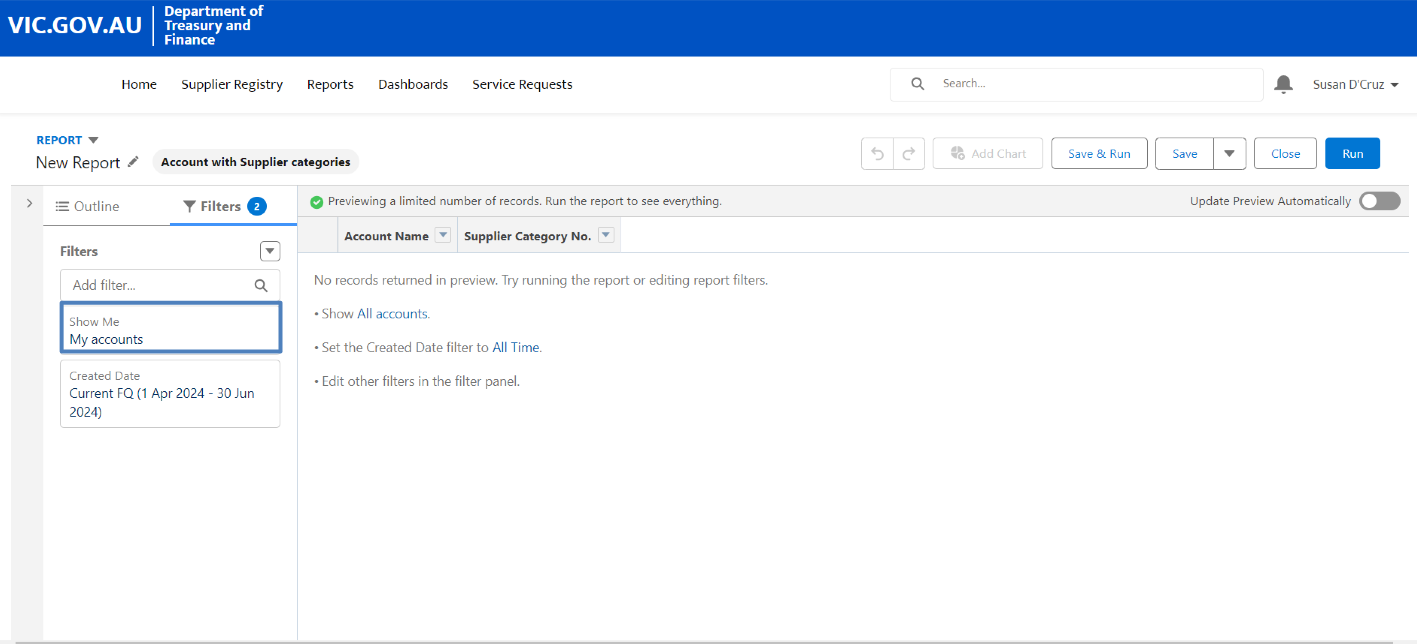 VIC.GOV.AU
Department of
Treasury and
Finance
Home Supplier Registry Reports Dashboards Service Requests
Search...
Susan D'Cruz
REPORT
New Report
Account with Supplier categories
Add Chart
Save & Run
Save
Close
Run
Outline
Filters 2
Previewing a limited number of records. Run the report to see everything.
Update Preview Automatically
Filters
Add filter...
Show Me
My accounts
Created Date
Current FQ (1 Apr 2024 - 30 Jun
2024)
Account Name
Supplier Category No.
No records returned in preview. Try running the report or editing report filters.
• Show All accounts.
• Set the Created Date filter to All Time.
• Edit other filters in the filter panel.